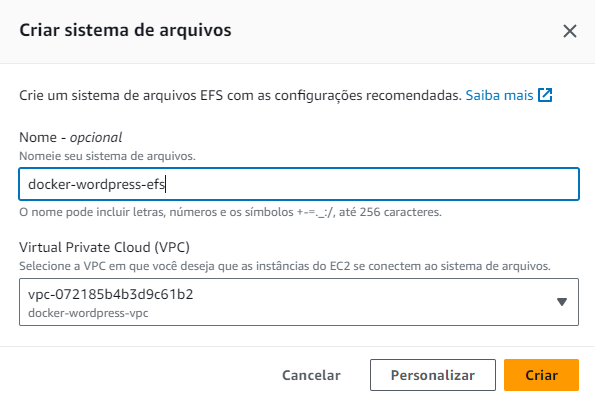 Criar sistema de arquivos
Crie um sistema de arquivos EFS com as configurações recomendadas. Saiba mais
Nome - opcional
Nomeie seu sistema de arquivos.
docker-wordpress-efs
O nome pode incluir letras, números e os símbolos +-=._:/, até 256 caracteres.
Virtual Private Cloud (VPC)
Selecione a VPC em que você deseja que as instâncias do EC2 se conectem ao sistema de arquivos.
vpc-072185b4b3d9c61b2
docker-wordpress-vpc
Cancelar Personalizar Criar